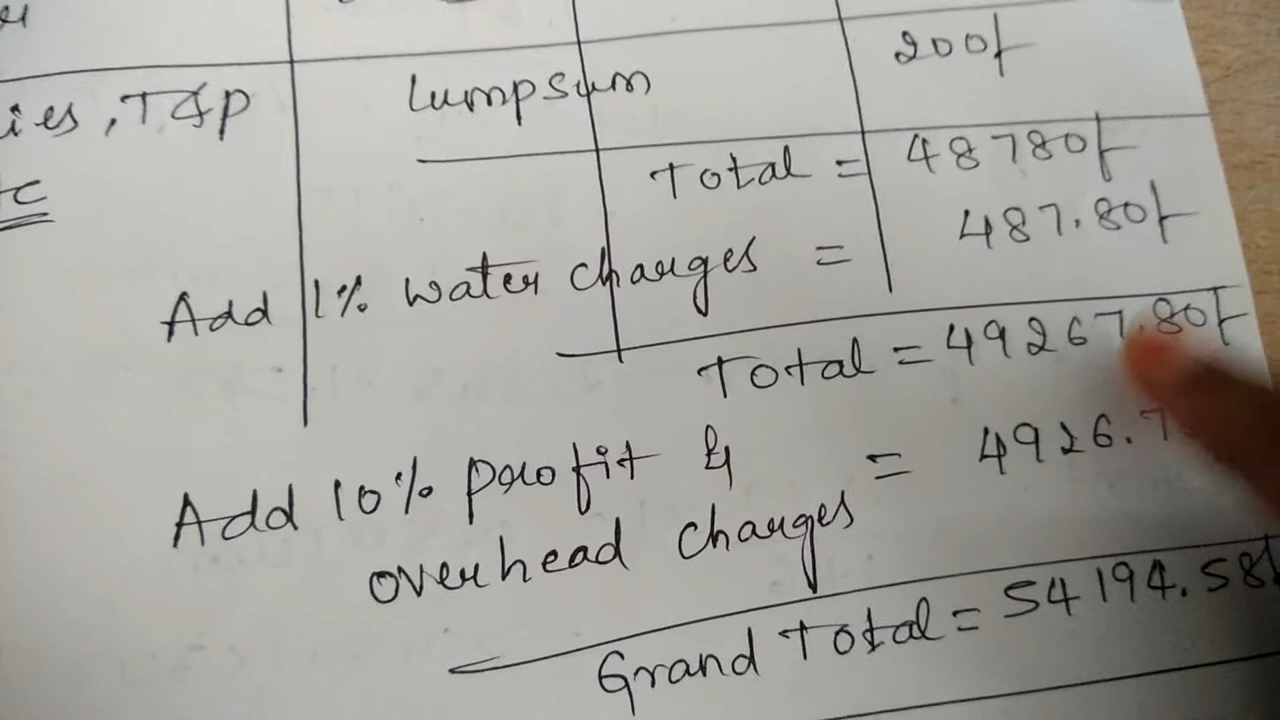 200/-
ies, T&P Lumpsum
Total = 48780/-
Add 1% water charges = 487.80/-
Total = 49267.80/-
Add 10% profit & = 4926.7
overhead charges
Grand Total = 54194.58/-